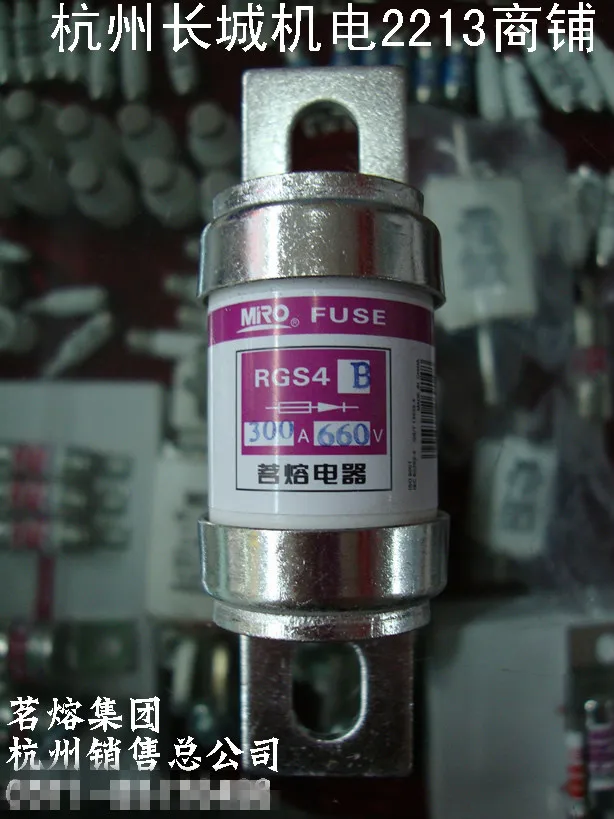 杭州长城机电2213商铺
MIRO® FUSE
RGS4 B
300 A 660 V
茗熔电器
茗熔集团
杭州销售总公司